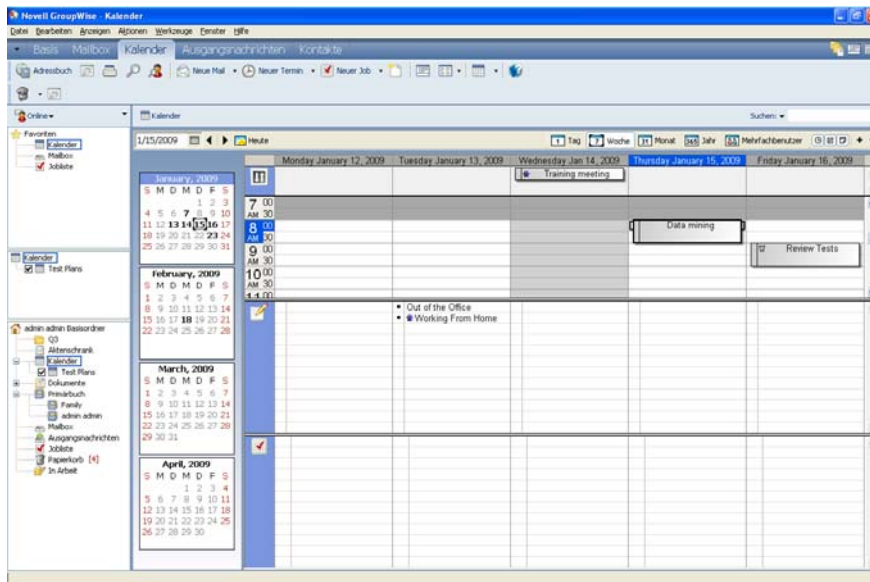 Novell GroupWise - Kalender
Datei Bearbeiten Anzeigen Aktionen Werkzeuge Fenster Hilfe
Basis Mailbox Kalender Ausgangsnachrichten Kontakte
Adressbuch Neue Mail Neuer Termin Neuer Job
Online Kalender Suchen:
Favoriten
Kalender
Mailbox
Jobliste
Kalender
Test Plans
admin admin Basisordner
Q3
Aktenschrank
Kalender
Test Plans
Dokumente
Primärbuch
Family
admin admin
Mailbox
Ausgangsnachrichten
Jobliste
Papierkorb [4]
In Arbeit
1/15/2009 Heute 1 Tag 7 Woche 31 Monat 365 Jahr Mehrfachbenutzer
January, 2009
S M D M D F S
1 2 3
4 5 6 7 8 9 10
11 12 13 14 15 16 17
18 19 20 21 22 23 24
25 26 27 28 29 30 31
February, 2009
S M D M D F S
1 2 3 4 5 6 7
8 9 10 11 12 13 14
15 16 17 18 19 20 21
22 23 24 25 26 27 28
March, 2009
S M D M D F S
1 2 3 4 5 6 7
8 9 10 11 12 13 14
15 16 17 18 19 20 21
22 23 24 25 26 27 28
29 30 31
April, 2009
S M D M D F S
1 2 3 4
5 6 7 8 9 10 11
12 13 14 15 16 17 18
19 20 21 22 23 24 25
26 27 28 29 30
Monday January 12, 2009 Tuesday January 13, 2009 Wednesday Jan 14, 2009 Thursday January 15, 2009 Friday January 16, 2009
Training meeting
7 00
AM 30
8 00
AM 30
9 00
AM 30
10 00
AM 30
11 00
Data mining
Review Tests
Out of the Office
Working From Home